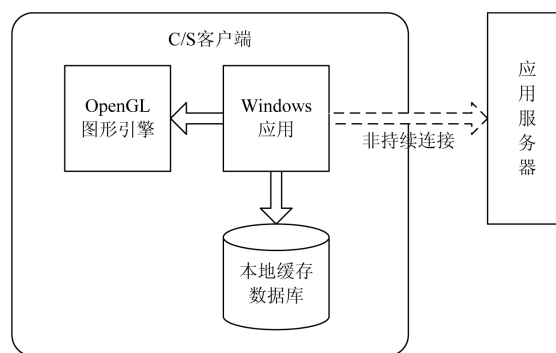 C/S客户端
OpenGL
图形引擎
Windows
应用
非持续连接
应用服务器
本地缓存
数据库